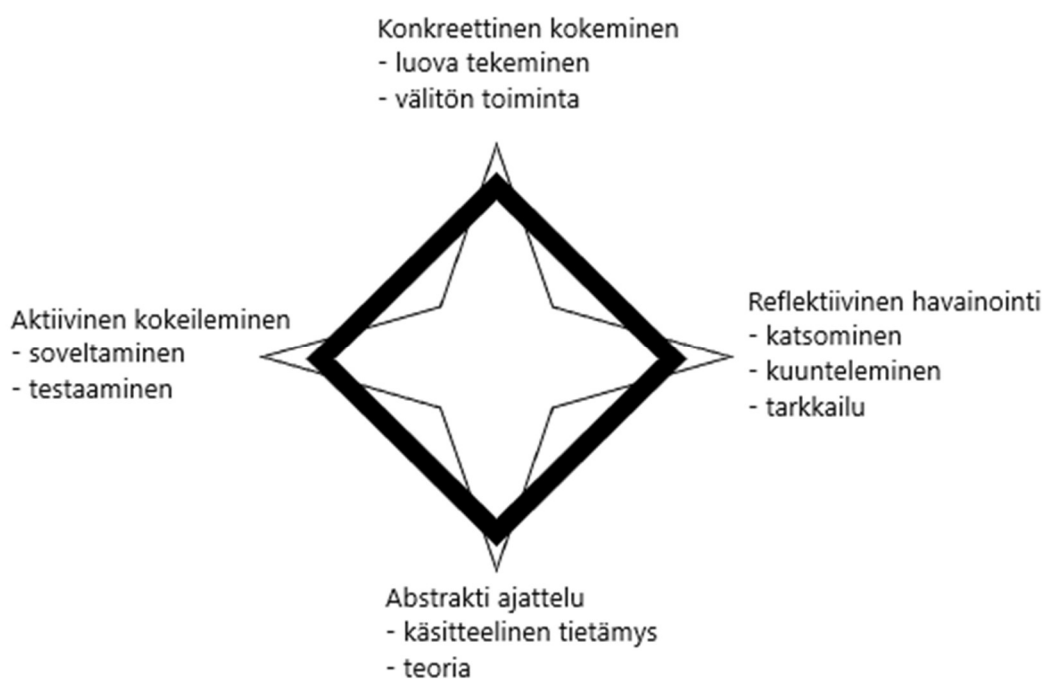 Konkreettinen kokeminen
- luova tekeminen
- välitön toiminta
Aktiivinen kokeileminen
- soveltaminen
- testaaminen
Reflektiivinen havainointi
- katsominen
- kuunteleminen
- tarkkailu
Abstrakti ajattelu
- käsitteelinen tietämys
- teoria